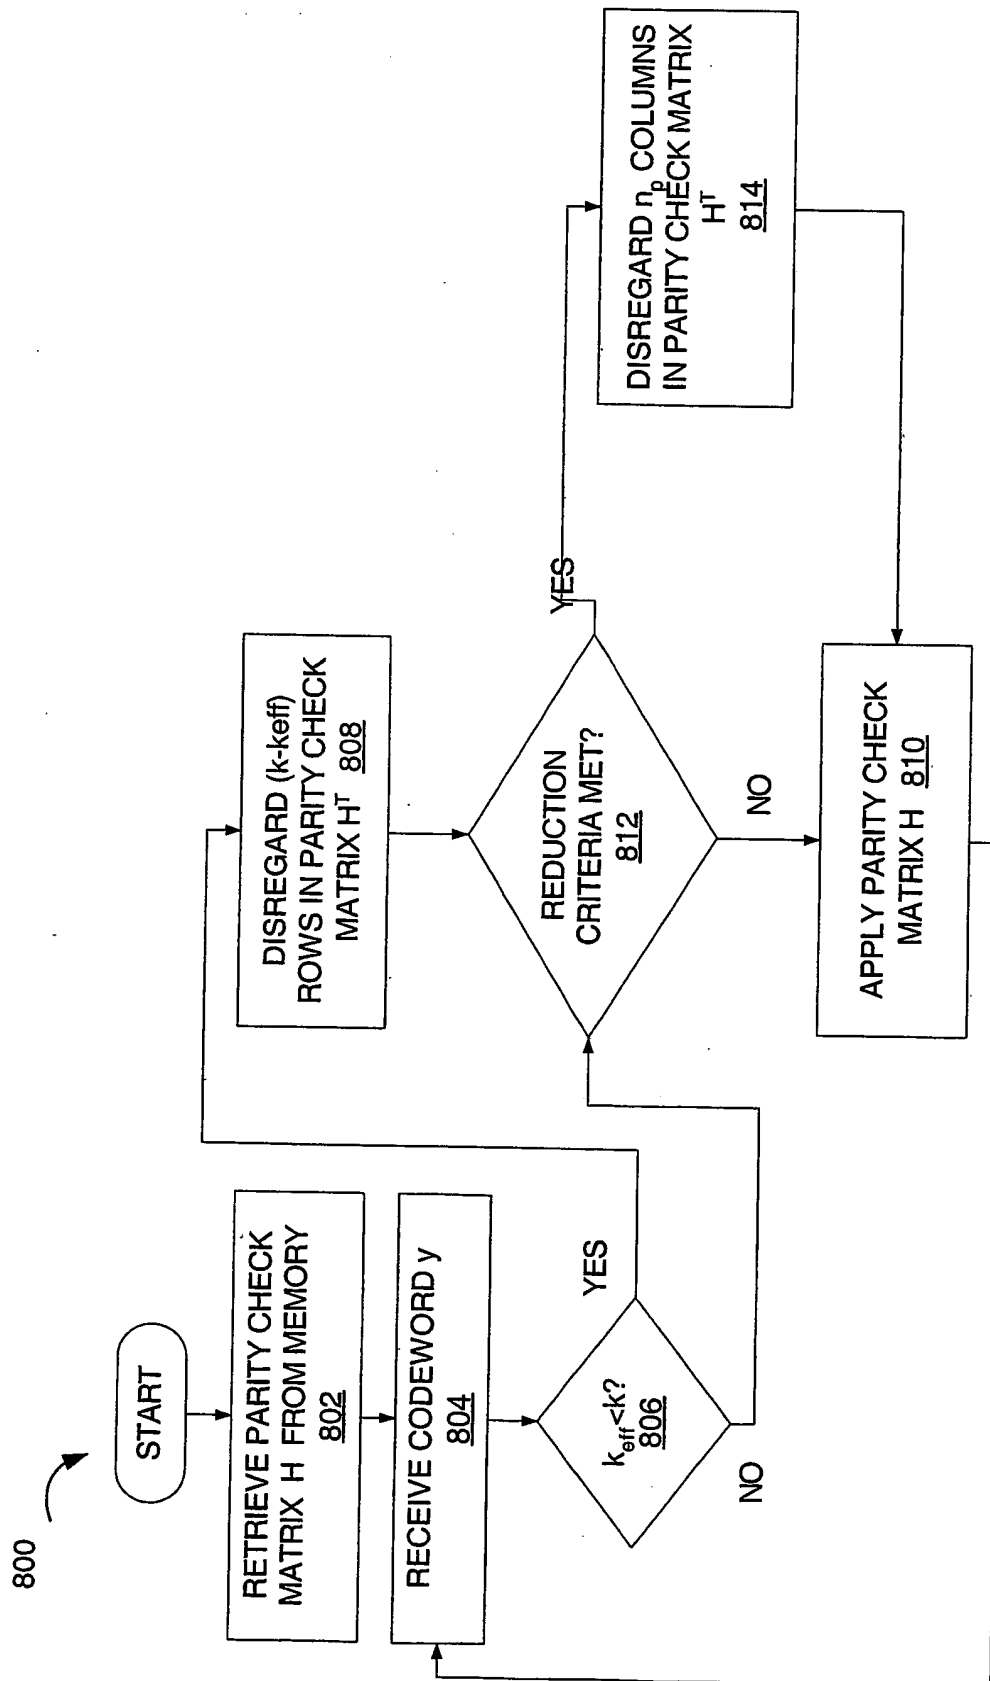 800
START
RETRIEVE PARITY CHECK
MATRIX H FROM MEMORY
802
RECEIVE CODEWORD y
804
k_eff<k?
806
YES
NO
DISREGARD (k-keff)
ROWS IN PARITY CHECK
MATRIX H^T 808
REDUCTION
CRITERIA MET?
812
YES
NO
DISREGARD n_p COLUMNS
IN PARITY CHECK MATRIX
H^T
814
APPLY PARITY CHECK
MATRIX H 810